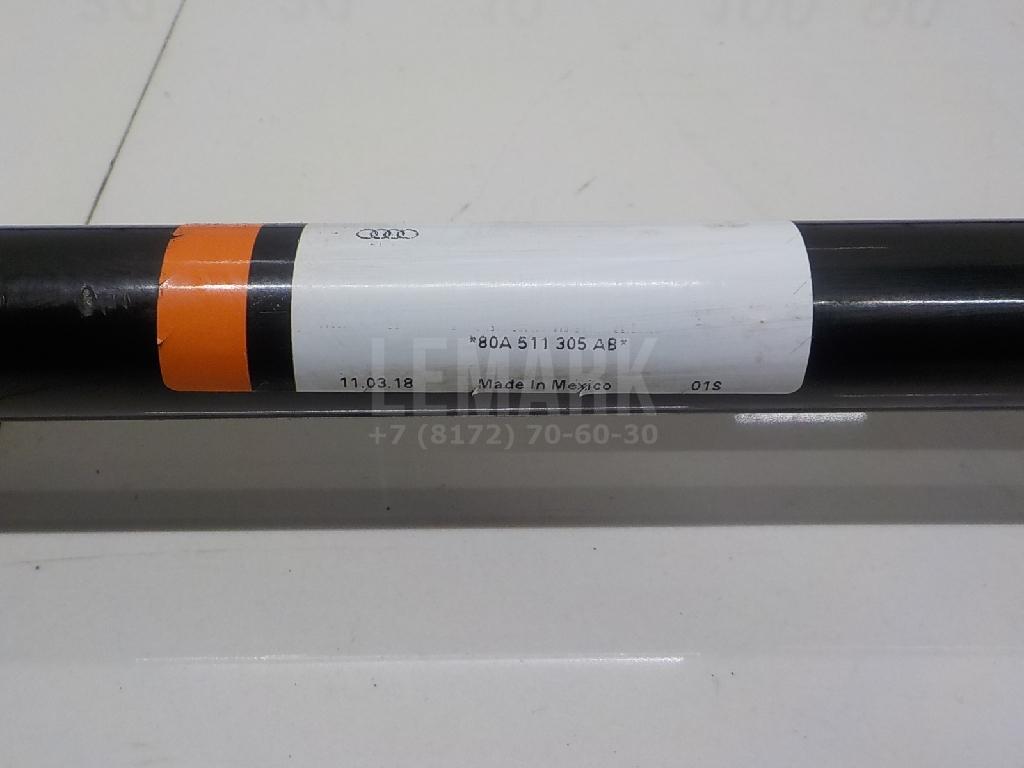 *80A 511 305 AB*
11.03.18 Made In Mexico 01S
LEMARK
+7 (8172) 70-60-30